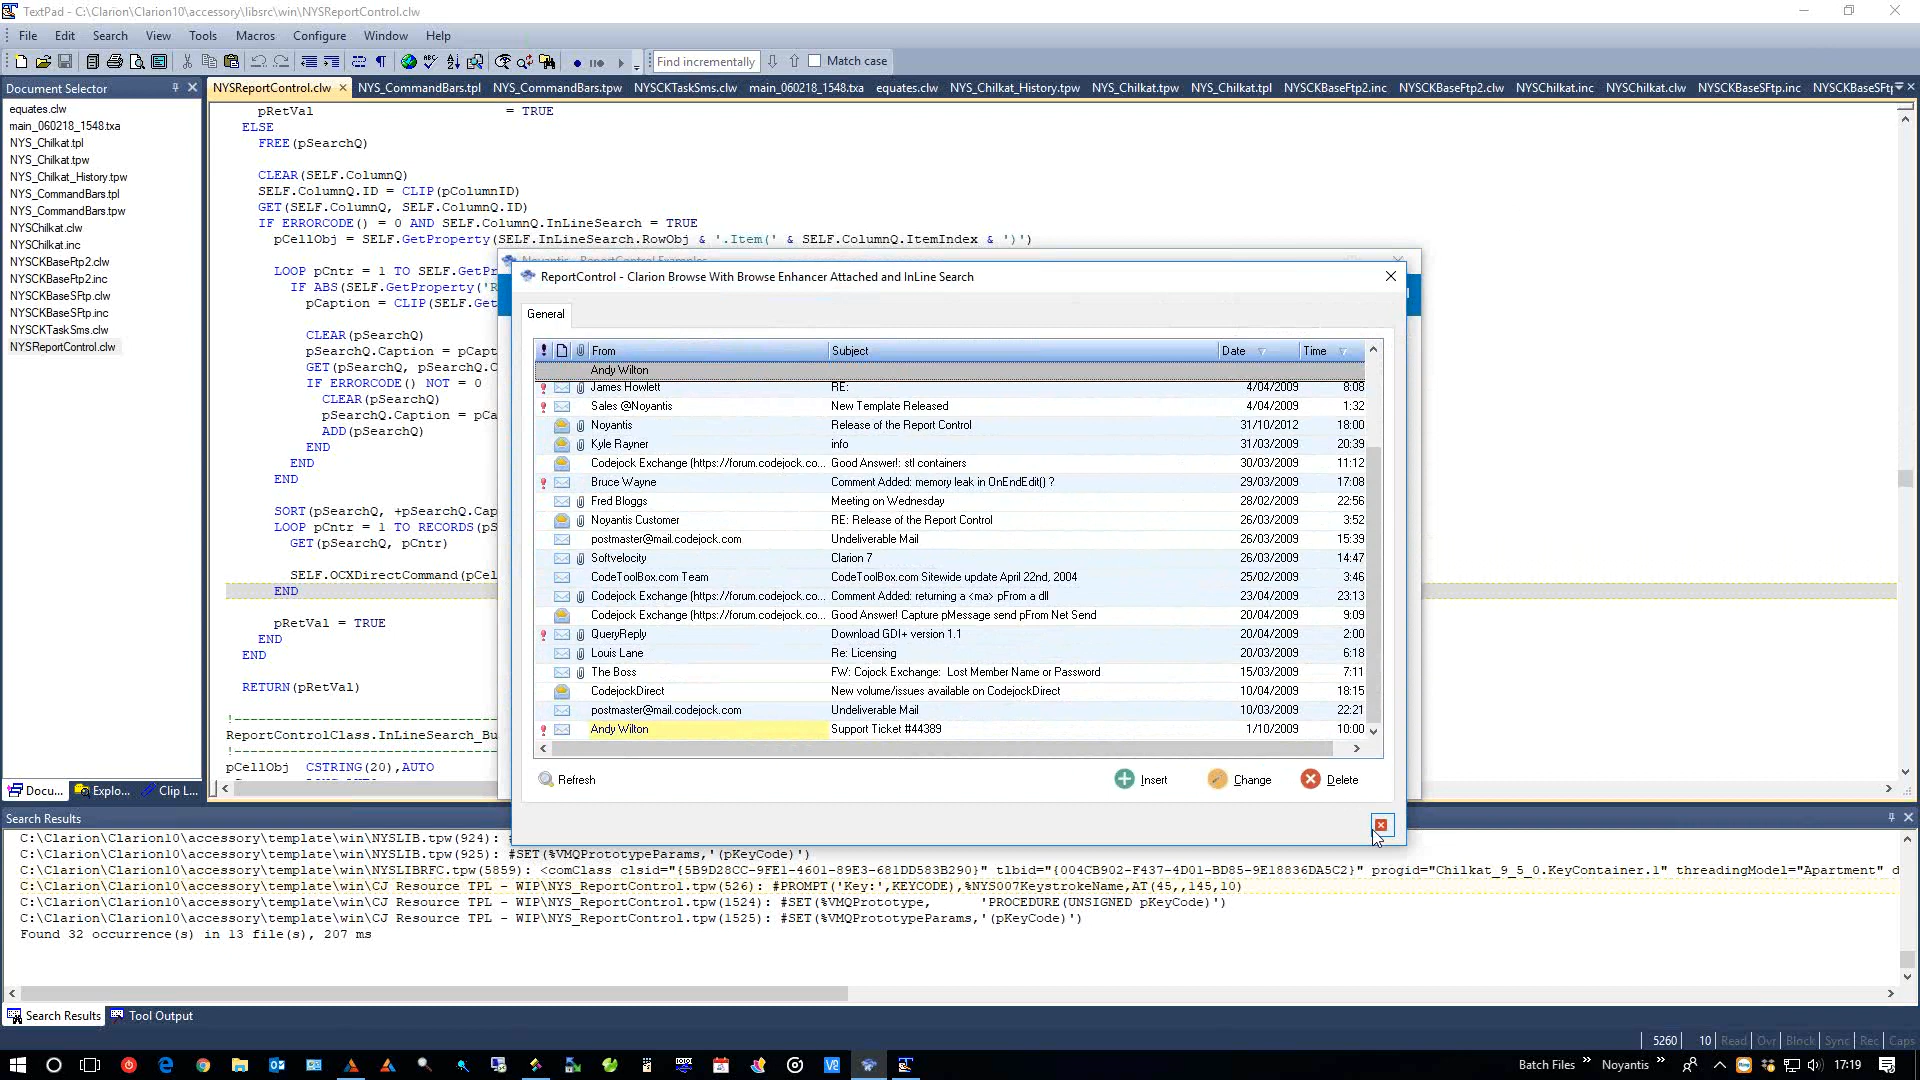 TextPad - C:\Clarion\Clarion10\accessory\libsrc\win\NYSReportControl.clw
File Edit Search View Tools Macros Configure Window Help
Find incrementally Match case
Document Selector
NYSReportControl.clw NYS_CommandBars.tpl NYS_CommandBars.tpw NYSCKTaskSms.clw main_060218_1548.txa equates.clw NYS_Chilkat_History.tpw NYS_Chilkat.tpw NYS_Chilkat.tpl NYSCKBaseFtp2.inc NYSCKBaseFtp2.clw NYSChilkat.inc NYSChilkat.clw NYSCKBaseSFtp.inc NYSCKBaseSFt
equates.clw
main_060218_1548.txa
NYS_Chilkat.tpl
NYS_Chilkat.tpw
NYS_Chilkat_History.tpw
NYS_CommandBars.tpl
NYS_CommandBars.tpw
NYSChilkat.clw
NYSChilkat.inc
NYSCKBaseFtp2.clw
NYSCKBaseFtp2.inc
NYSCKBaseSFtp.clw
NYSCKBaseSFtp.inc
NYSCKTaskSms.clw
NYSReportControl.clw
Docu... Explo... Clip L...
pRetVal = TRUE
ELSE
FREE(pSearchQ)
CLEAR(SELF.ColumnQ)
SELF.ColumnQ.ID = CLIP(pColumnID)
GET(SELF.ColumnQ, SELF.ColumnQ.ID)
IF ERRORCODE() = 0 AND SELF.ColumnQ.InLineSearch = TRUE
pCellObj = SELF.GetProperty(SELF.InLineSearch.RowObj & '.Item(' & SELF.ColumnQ.ItemIndex & ')')
LOOP pCntr = 1 TO SELF.GetPr
IF ABS(SELF.GetProperty('R
pCaption = CLIP(SELF.Get
CLEAR(pSearchQ)
pSearchQ.Caption = pCapt
GET(pSearchQ, pSearchQ.C
IF ERRORCODE() NOT = 0
CLEAR(pSearchQ)
pSearchQ.Caption = pCa
ADD(pSearchQ)
END
END
END
SORT(pSearchQ, +pSearchQ.Cap
LOOP pCntr = 1 TO RECORDS(pS
GET(pSearchQ, pCntr)
SELF.OCXDirectCommand(pCel
END
pRetVal = TRUE
END
END
RETURN(pRetVal)
!----------------------------------
ReportControlClass.InLineSearch_Bu
!----------------------------------
pCellObj CSTRING(20),AUTO
ReportControl - Clarion Browse With Browse Enhancer Attached and InLine Search
General
From Subject Date Time
Andy Wilton
James Howlett RE: 4/04/2009 8:08
Sales @Noyantis New Template Released 4/04/2009 1:32
Noyantis Release of the Report Control 31/10/2012 18:00
Kyle Rayner info 31/03/2009 20:39
Codejock Exchange (https://forum.codejock.co... Good Answer!: stl containers 30/03/2009 11:12
Bruce Wayne Comment Added: memory leak in OnEndEdit() ? 29/03/2009 17:08
Fred Bloggs Meeting on Wednesday 28/02/2009 22:56
Noyantis Customer RE: Release of the Report Control 26/03/2009 3:52
postmaster@mail.codejock.com Undeliverable Mail 26/03/2009 15:39
Softvelocity Clarion 7 26/03/2009 14:47
CodeToolBox.com Team CodeToolBox.com Sitewide update April 22nd, 2004 25/02/2009 3:46
Codejock Exchange (https://forum.codejock.co... Comment Added: returning a <ma> pFrom a dll 23/04/2009 23:13
Codejock Exchange (https://forum.codejock.co... Good Answer! Capture pMessage send pFrom Net Send 20/04/2009 9:09
QueryReply Download GDI+ version 1.1 20/04/2009 2:00
Louis Lane Re: Licensing 20/03/2009 6:18
The Boss FW: Cojock Exchange: Lost Member Name or Password 15/03/2009 7:11
CodejockDirect New volume/issues available on CodejockDirect 10/04/2009 18:15
postmaster@mail.codejock.com Undeliverable Mail 10/03/2009 22:21
Andy Wilton Support Ticket #44389 1/10/2009 10:00
Refresh Insert Change Delete
Search Results
C:\Clarion\Clarion10\accessory\template\win\NYSLIB.tpw(924):
C:\Clarion\Clarion10\accessory\template\win\NYSLIB.tpw(925): #SET(%VMQPrototypeParams,'(pKeyCode)')
C:\Clarion\Clarion10\accessory\template\win\NYSLIBRFC.tpw(5859): <comClass clsid="{5B9D28CC-9FE1-4601-89E3-681DD583B290}" tlbid="{004CB902-F437-4D01-BD85-9E18836DA5C2}" progid="Chilkat_9_5_0.KeyContainer.1" threadingModel="Apartment" d
C:\Clarion\Clarion10\accessory\template\win\CJ Resource TPL - WIP\NYS_ReportControl.tpw(526): #PROMPT('Key:',KEYCODE),%NYS007KeystrokeName,AT(45,,145,10)
C:\Clarion\Clarion10\accessory\template\win\CJ Resource TPL - WIP\NYS_ReportControl.tpw(1524): #SET(%VMQPrototype, 'PROCEDURE(UNSIGNED pKeyCode)')
C:\Clarion\Clarion10\accessory\template\win\CJ Resource TPL - WIP\NYS_ReportControl.tpw(1525): #SET(%VMQPrototypeParams,'(pKeyCode)')
Found 32 occurrence(s) in 13 file(s), 207 ms
Search Results Tool Output
5260 10 Read Ovr Block Sync Rec Caps
Batch Files Noyantis 17:19